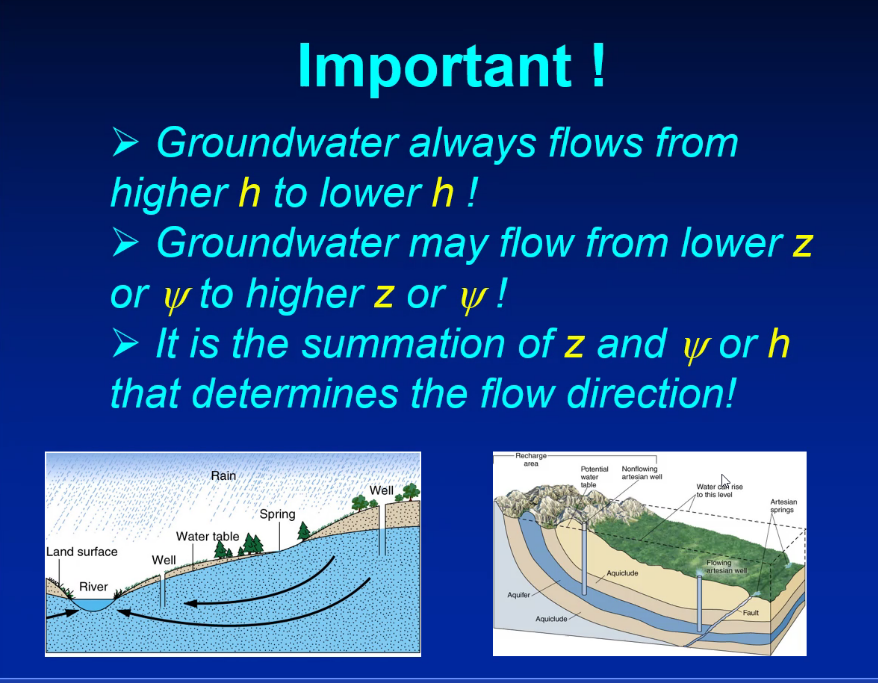 Important !
➢ Groundwater always flows from
higher h to lower h !
➢ Groundwater may flow from lower z
or ψ to higher z or ψ !
➢ It is the summation of z and ψ or h
that determines the flow direction!
Rain
Well
Spring
Water table
Land surface
Well
River
Recharge
area
Potential
water
table
Nonflowing
artesian well
Water can rise
to this level
Artesian
springs
Flowing
artesian well
Aquiclude
Aquifer
Fault
Aquiclude